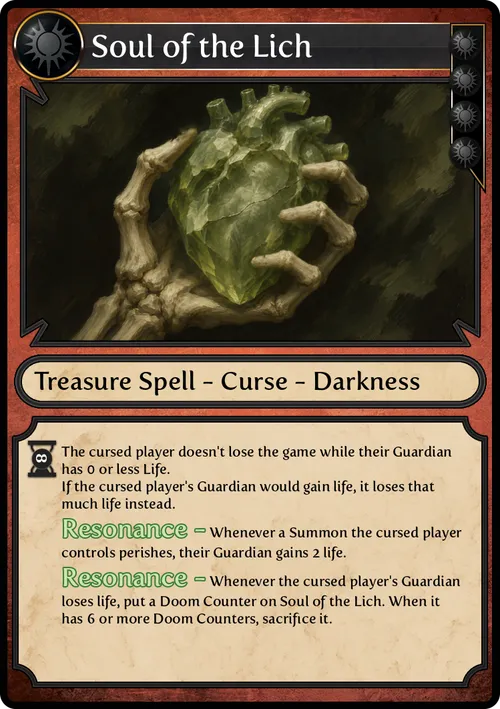 Soul of the Lich
Treasure Spell - Curse - Darkness
The cursed player doesn't lose the game while their Guardian
has 0 or less Life.
If the cursed player's Guardian would gain life, it loses that
much life instead.
Resonance - Whenever a Summon the cursed player
controls perishes, their Guardian gains 2 life.
Resonance - Whenever the cursed player's Guardian
loses life, put a Doom Counter on Soul of the Lich. When it
has 6 or more Doom Counters, sacrifice it.